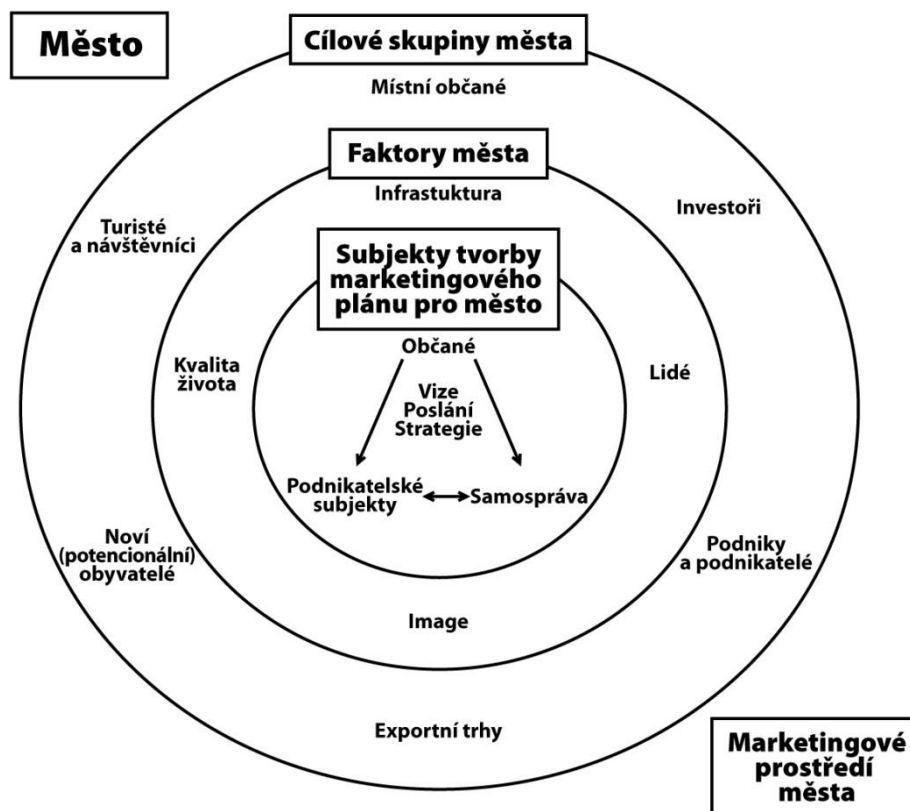 Město
Cílové skupiny města
Místní občané
Faktory města
Infrastuktura
Investoři
Turisté
a návštěvníci
Subjekty tvorby
marketingového
plánu pro město
Občané
Kvalita
života
Lidé
Vize
Poslání
Strategie
Podnikatelské
subjekty
Samospráva
Noví
(potencionální)
obyvatelé
Podniky
a podnikatelé
Image
Exportní trhy
Marketingové
prostředí
města